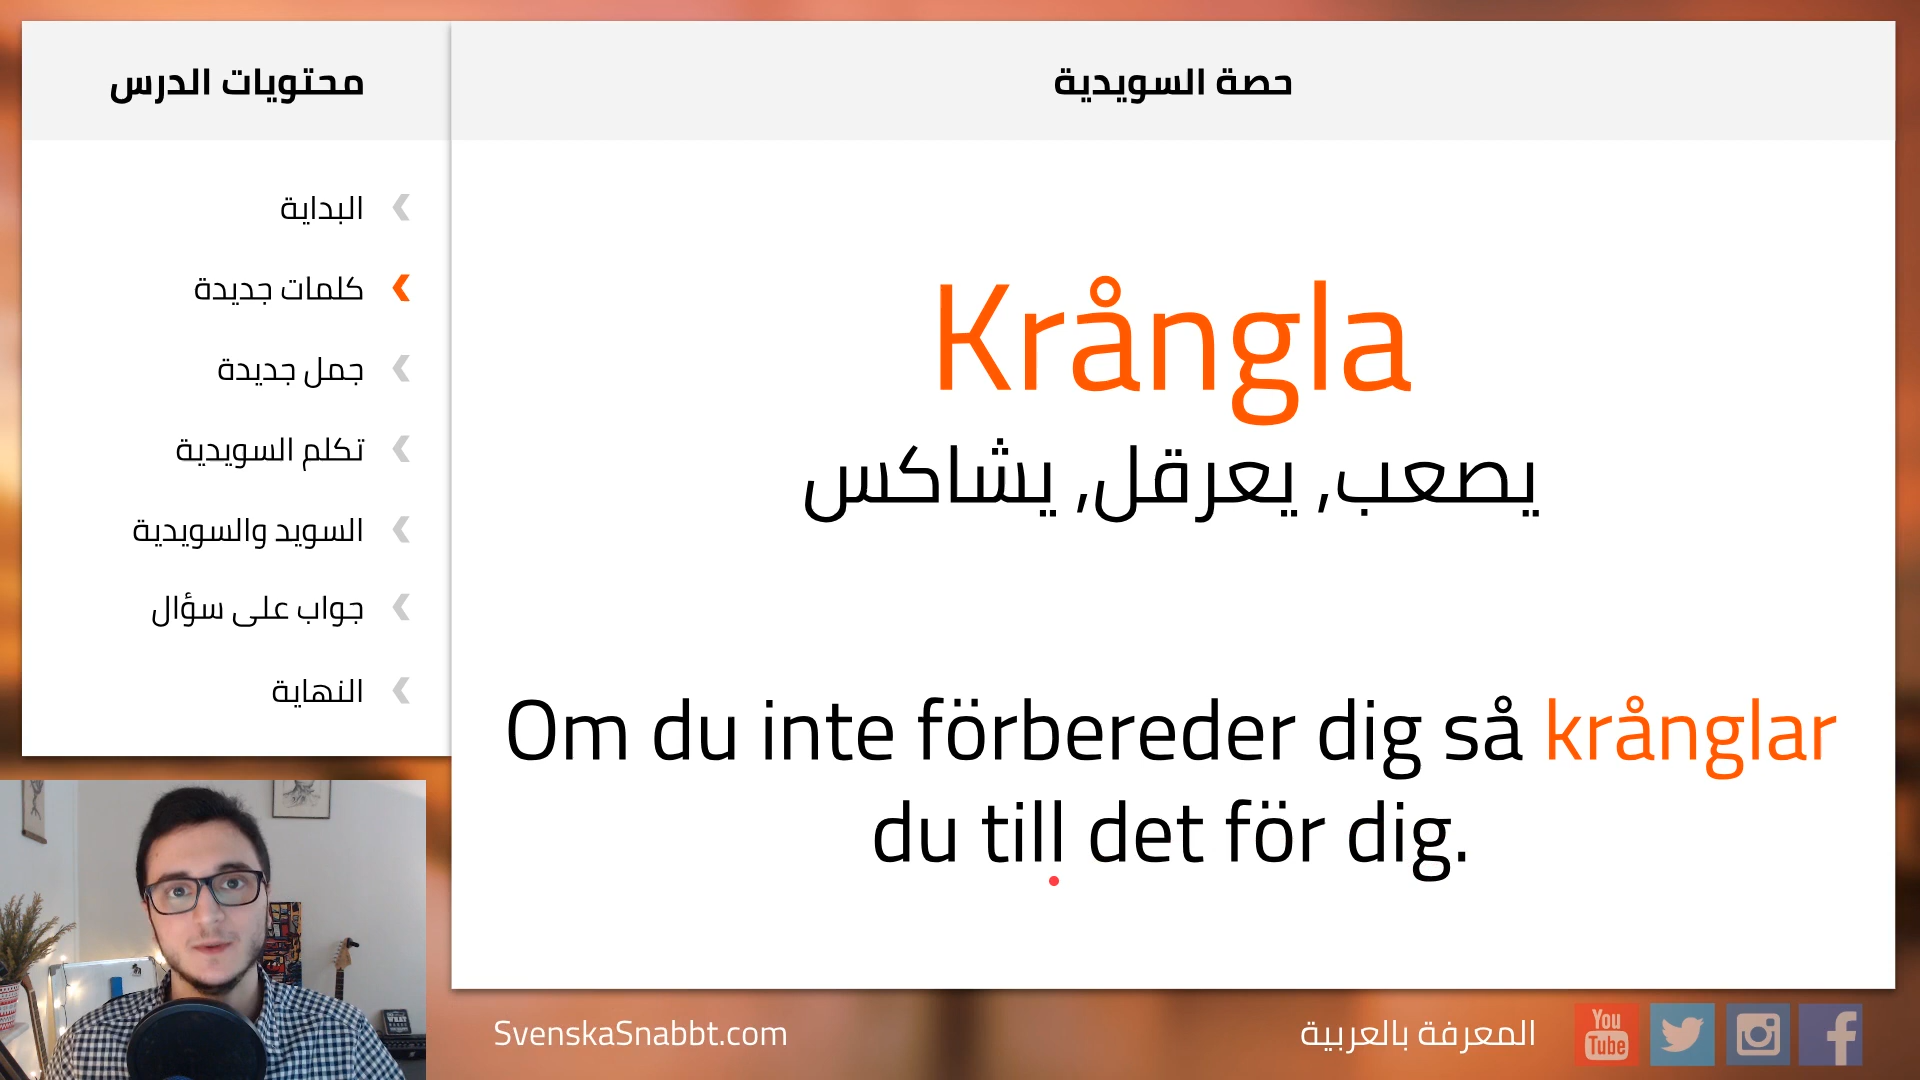 محتويات الدرس
البداية
كلمات جديدة
جمل جديدة
تكلم السويدية
السويد والسويدية
جواب على سؤال
النهاية
حصة السويدية
Krångla
يصعب, يعرقل, يشاكس
Om du inte förbereder dig så krånglar
du till det för dig.
SvenskaSnabbt.com
المعرفة بالعربية
You
Tube